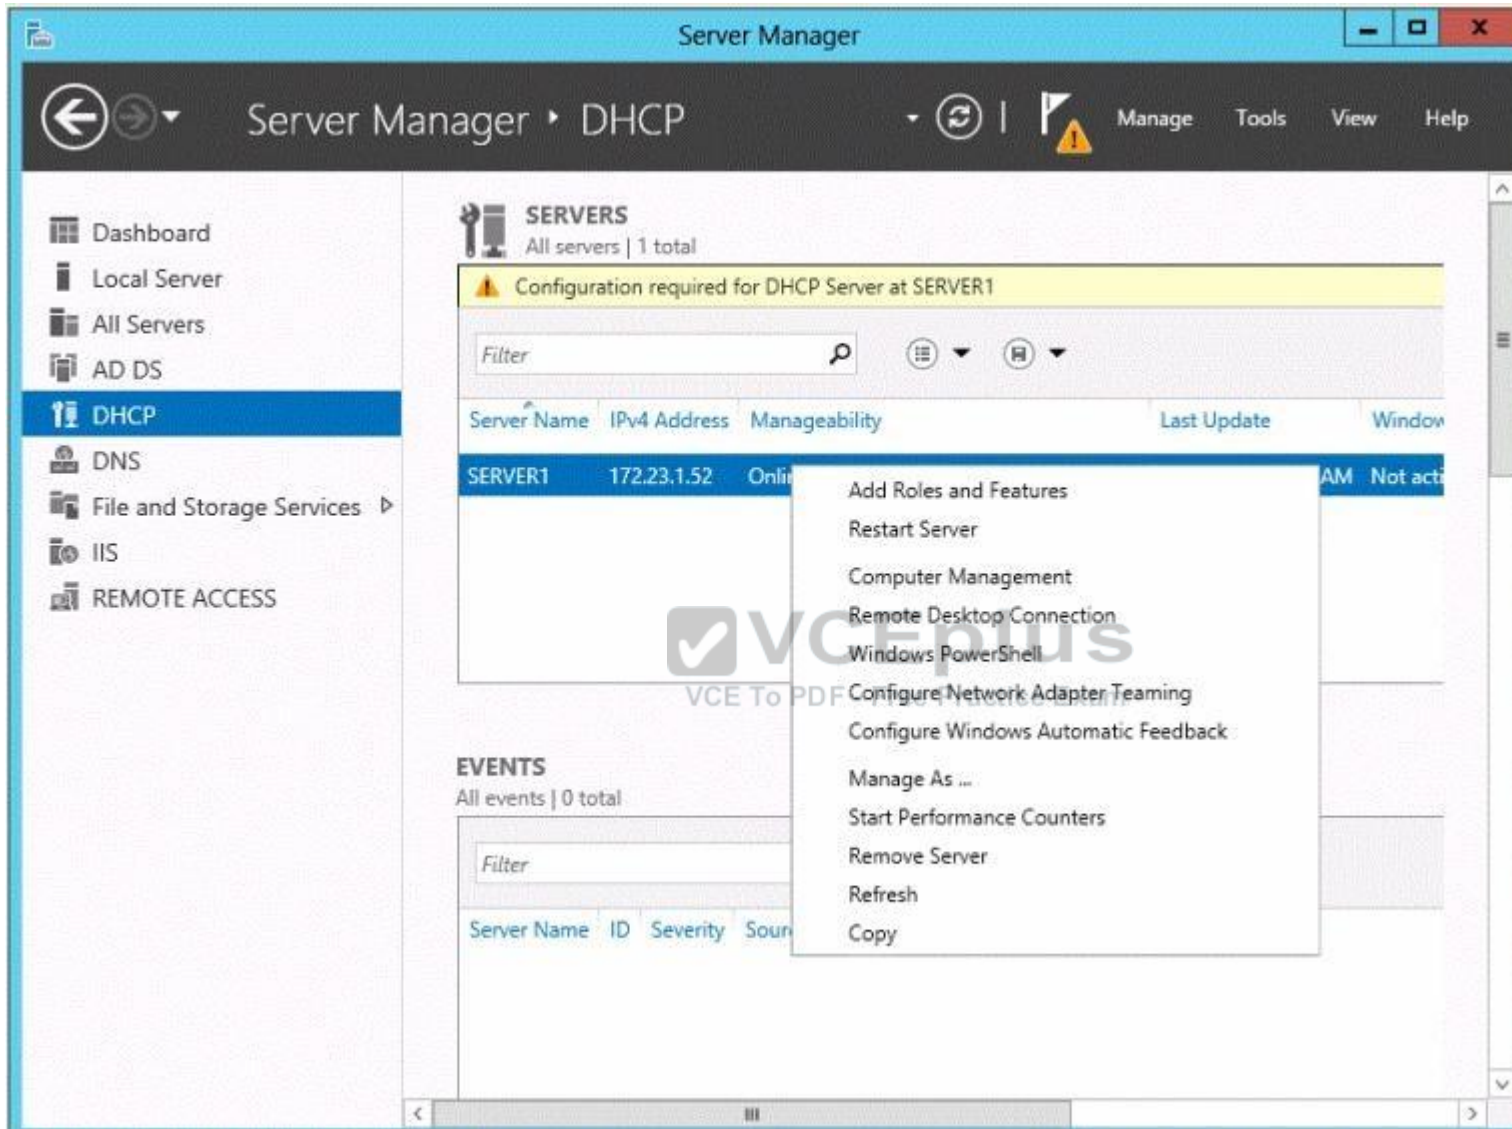 Server Manager
Server Manager DHCP
Manage Tools View Help
Dashboard
Local Server
All Servers
AD DS
DHCP
DNS
File and Storage Services
IIS
REMOTE ACCESS
SERVERS
All servers | 1 total
Configuration required for DHCP Server at SERVER1
Filter
Server Name IPv4 Address Manageability Last Update Window
SERVER1 172.23.1.52 Onlin AM Not acti
Add Roles and Features
Restart Server
Computer Management
Remote Desktop Connection
Windows PowerShell
Configure Network Adapter Teaming
Configure Windows Automatic Feedback
Manage As ...
Start Performance Counters
Remove Server
Refresh
Copy
VCEplus
VCE To PDF
EVENTS
All events | 0 total
Filter
Server Name ID Severity Sour